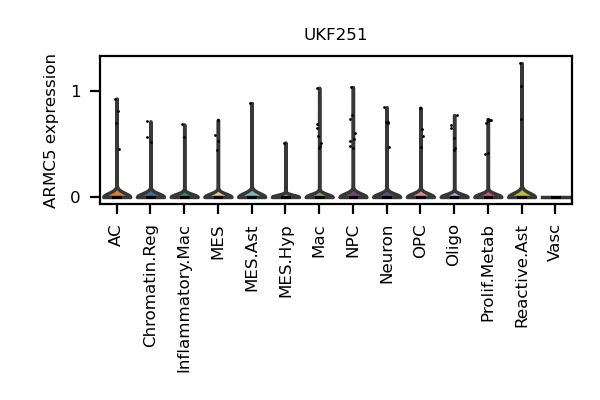 UKF251
ARMC5 expression
1
0
AC
Chromatin.Reg
Inflammatory.Mac
MES
MES.Ast
MES.Hyp
Mac
NPC
Neuron
OPC
Oligo
Prolif.Metab
Reactive.Ast
Vasc